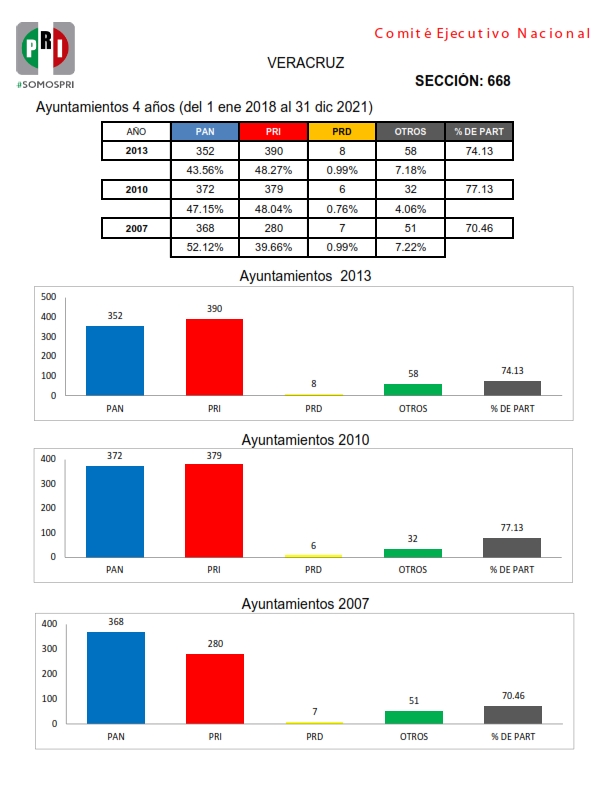 PRI
#SOMOSPRI
Comité Ejecutivo Nacional
VERACRUZ
SECCIÓN: 668
Ayuntamientos 4 años (del 1 ene 2018 al 31 dic 2021)
AÑO PAN PRI PRD OTROS % DE PART
2013 352 390 8 58 74.13
43.56% 48.27% 0.99% 7.18%
2010 372 379 6 32 77.13
47.15% 48.04% 0.76% 4.06%
2007 368 280 7 51 70.46
52.12% 39.66% 0.99% 7.22%
Ayuntamientos 2013
500
400
300
200
100
0
352 390 8 58 74.13
PAN PRI PRD OTROS % DE PART
Ayuntamientos 2010
400
300
200
100
0
372 379 6 32 77.13
PAN PRI PRD OTROS % DE PART
Ayuntamientos 2007
400
300
200
100
0
368 280 7 51 70.46
PAN PRI PRD OTROS % DE PART